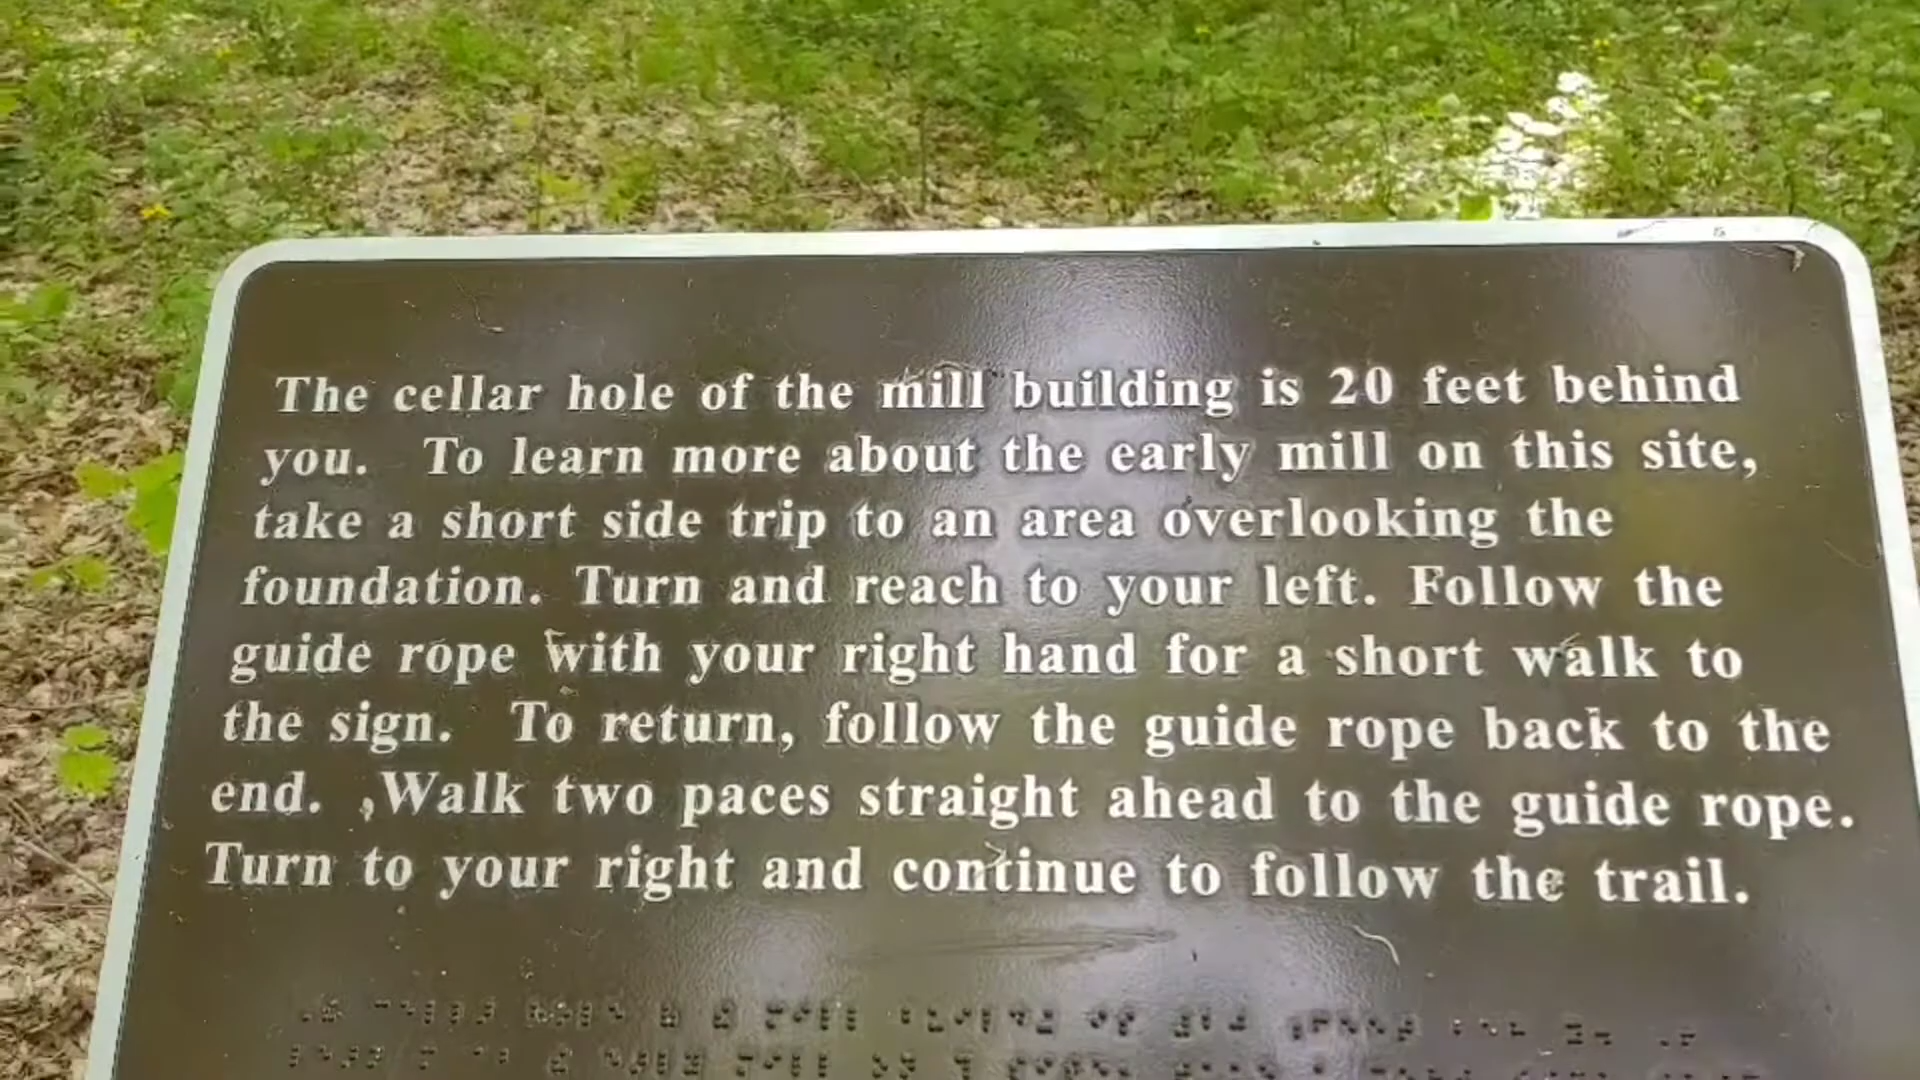 The cellar hole of the mill building is 20 feet behind
you. To learn more about the early mill on this site,
take a short side trip to an area overlooking the
foundation. Turn and reach to your left. Follow the
guide rope with your right hand for a short walk to
the sign. To return, follow the guide rope back to the
end. Walk two paces straight ahead to the guide rope.
Turn to your right and continue to follow the trail.